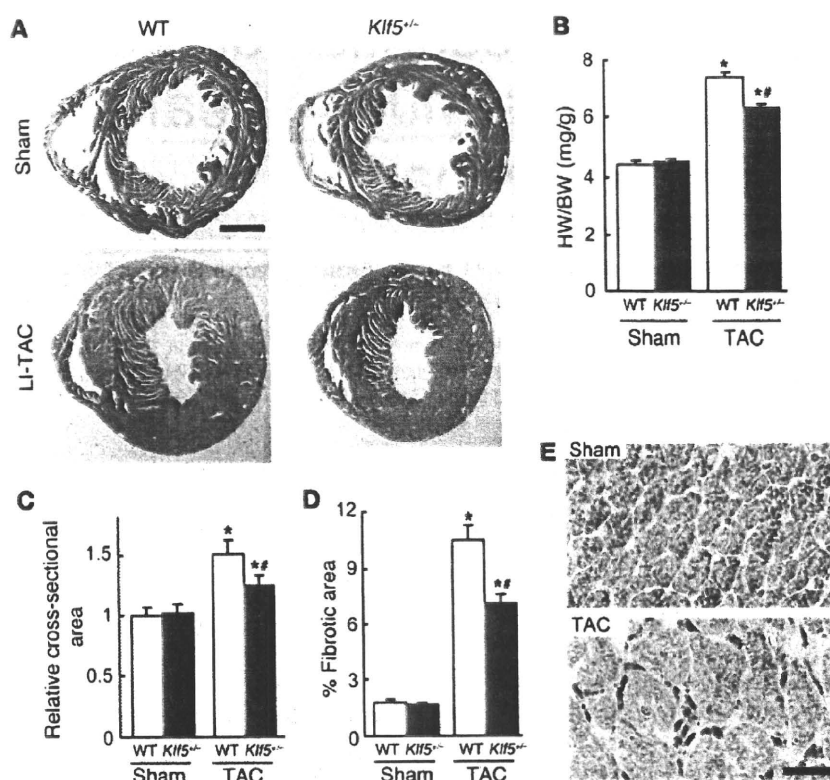 A
WT
Klf5+/-
Sham
LI-TAC
B
HW/BW (mg/g)
8
6
4
2
0
*
*#
WT Klf5+/- WT Klf5+/-
Sham TAC
C
Relative cross-sectional
area
1.5
1
0.5
0
*
*#
WT Klf5+/- WT Klf5+/-
Sham TAC
D
% Fibrotic area
12
9
6
3
0
*
*#
WT Klf5+/- WT Klf5+/-
Sham TAC
E
Sham
TAC